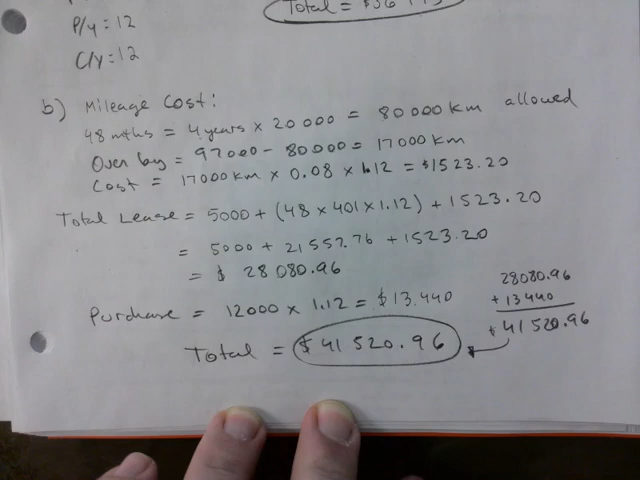 Total = $36
P/y = 12
C/y = 12
b) Mileage Cost:
48 mths = 4 years × 20 000 = 80 000 km allowed
Over by = 97000 - 80000 = 17000 km
Cost = 17000 km × 0.08 × 1.12 = $1523.20
Total Lease = 5000 + (48 × 401 × 1.12) + 1523.20
= 5000 + 21557.76 + 1523.20
= $ 28 080.96
Purchase = 12000 × 1.12 = $13.440
28080.96
+ 13440
$ 41 520.96
Total = $ 41 520.96